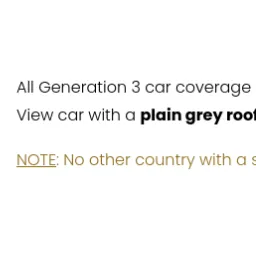 All Generation 3 car coverage
View car with a plain grey roof
NOTE: No other country with a s